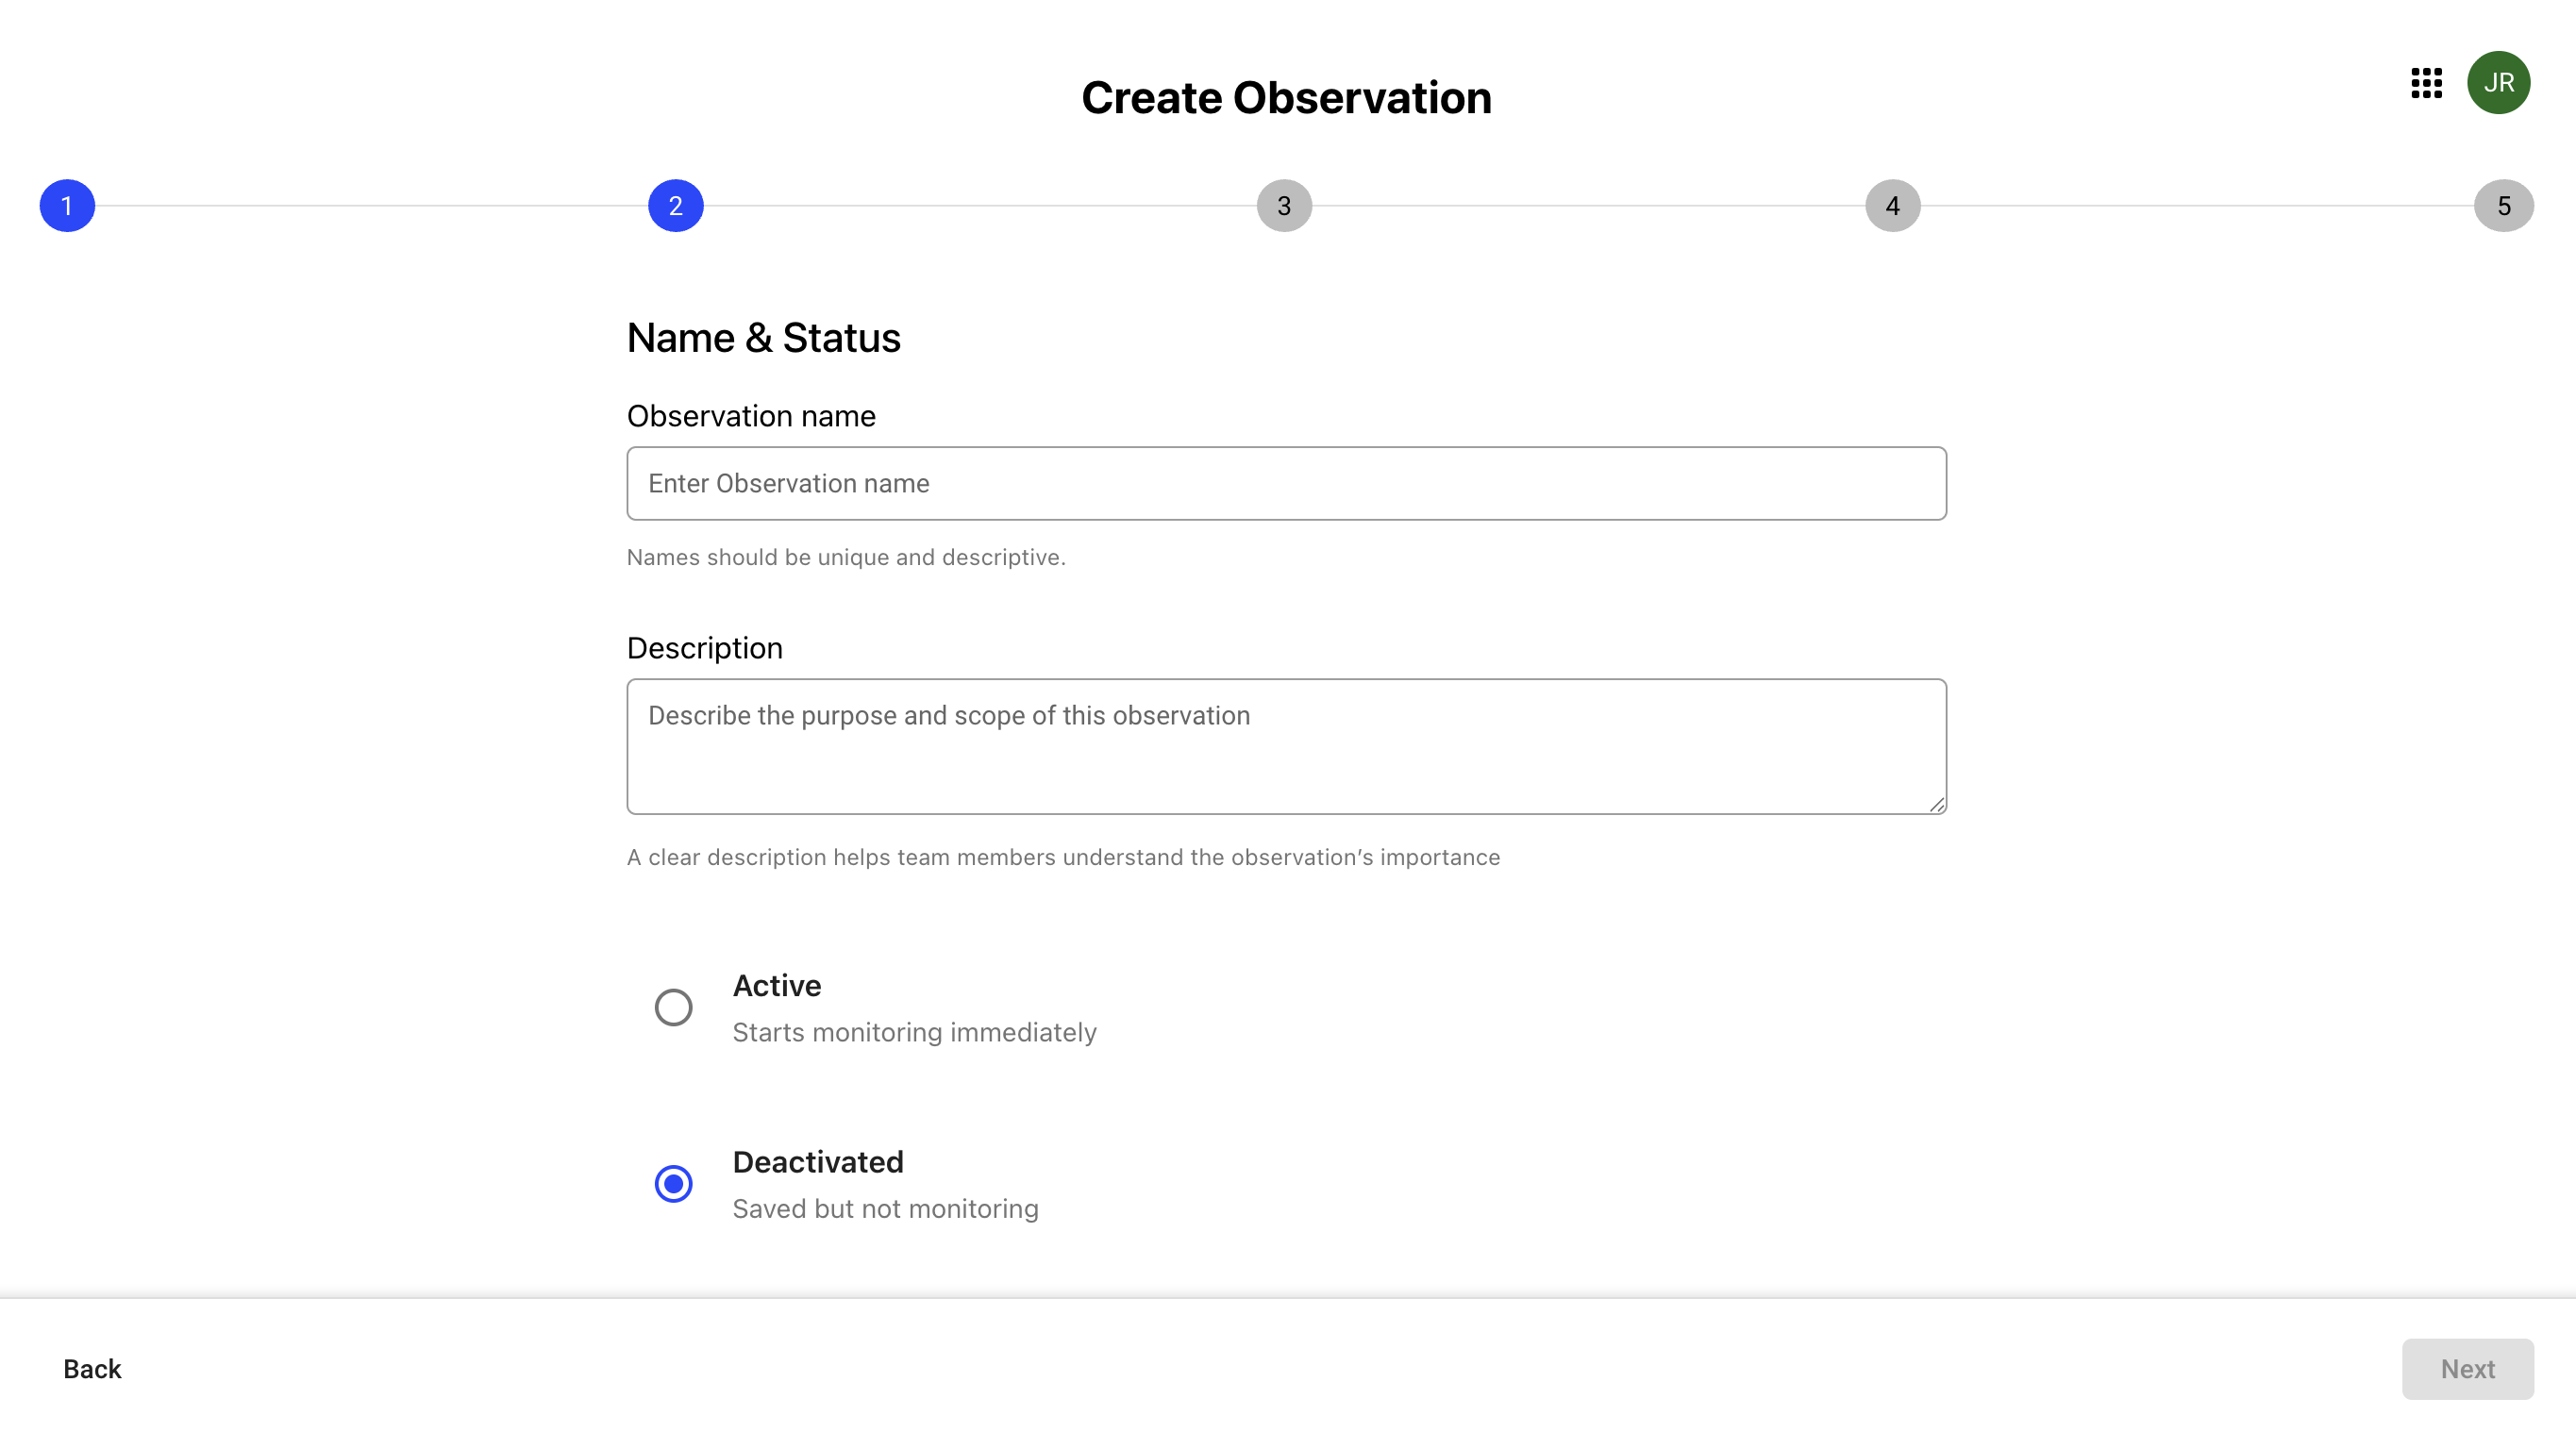 Create Observation
JR
1
2
3
4
5
Name & Status
Observation name
Enter Observation name
Names should be unique and descriptive.
Description
Describe the purpose and scope of this observation
A clear description helps team members understand the observation’s importance
Active
Starts monitoring immediately
Deactivated
Saved but not monitoring
Back
Next